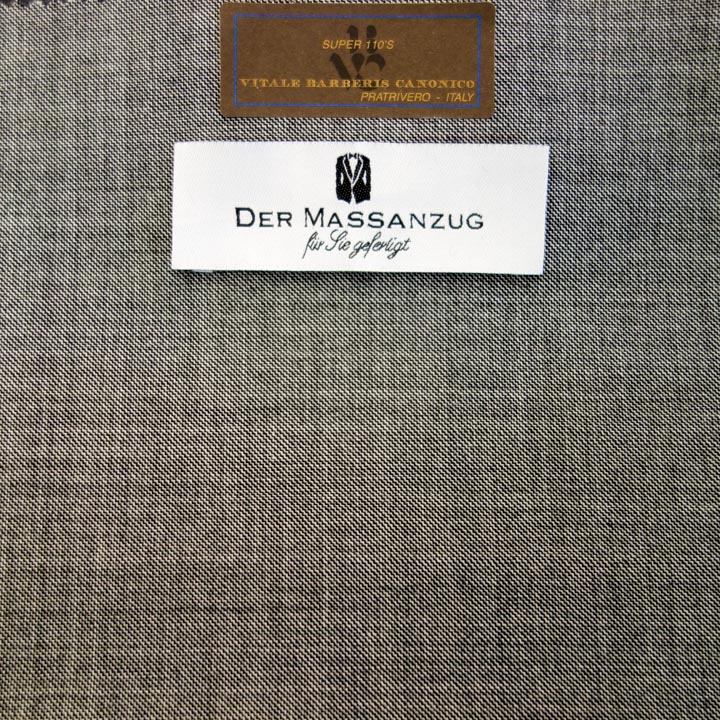 SUPER 110'S
VITALE BARBERIS CANONICO
PRATRIVERO - ITALY
DER MASSANZUG
für Sie gefertigt